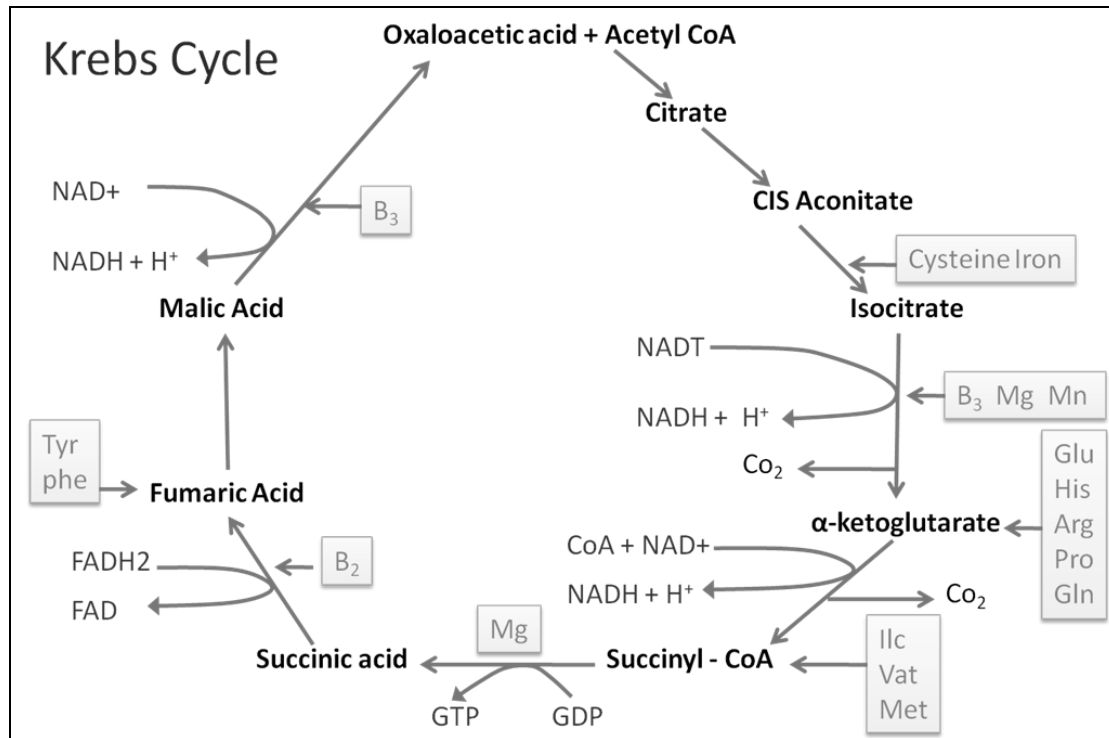 Krebs Cycle
Oxaloacetic acid + Acetyl CoA
Citrate
CIS Aconitate
Cysteine Iron
Isocitrate
NADT
NADH + H⁺
B₃ Mg Mn
Co₂
Glu
His
Arg
Pro
Gln
α-ketoglutarate
CoA + NAD+
NADH + H⁺
Co₂
Ilc
Vat
Met
Succinyl - CoA
Mg
GTP
GDP
Succinic acid
B₂
FADH2
FAD
Fumaric Acid
Tyr
phe
Malic Acid
NAD+
NADH + H⁺
B₃